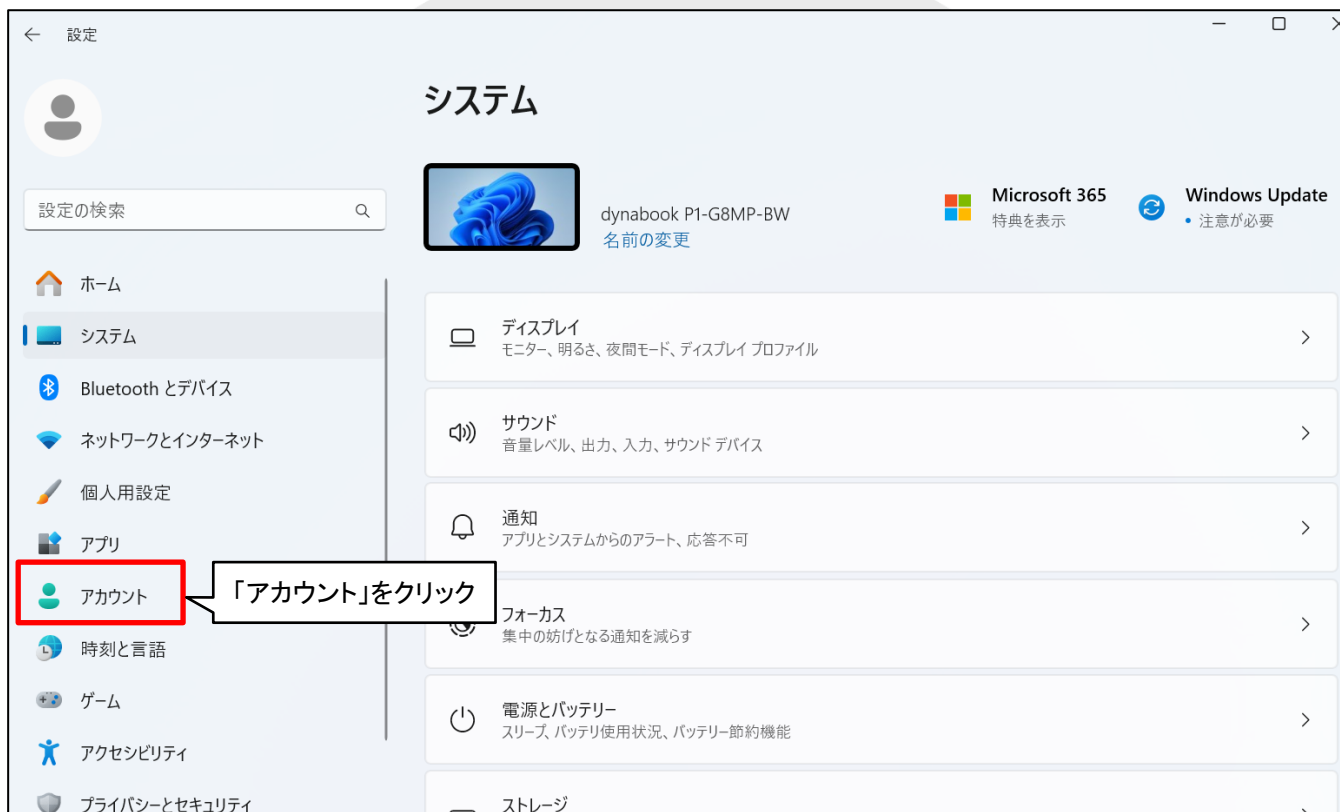 設定
システム
設定の検索
dynabook P1-G8MP-BW
名前の変更
Microsoft 365
特典を表示
Windows Update
• 注意が必要
ホーム
システム
Bluetooth とデバイス
ネットワークとインターネット
個人用設定
アプリ
アカウント
「アカウント」をクリック
時刻と言語
ゲーム
アクセシビリティ
プライバシーとセキュリティ
ディスプレイ
モニター、明るさ、夜間モード、ディスプレイ プロファイル
サウンド
音量レベル、出力、入力、サウンド デバイス
通知
アプリとシステムからのアラート、応答不可
フォーカス
集中の妨げとなる通知を減らす
電源とバッテリー
スリープ、バッテリ使用状況、バッテリー節約機能
ストレージ